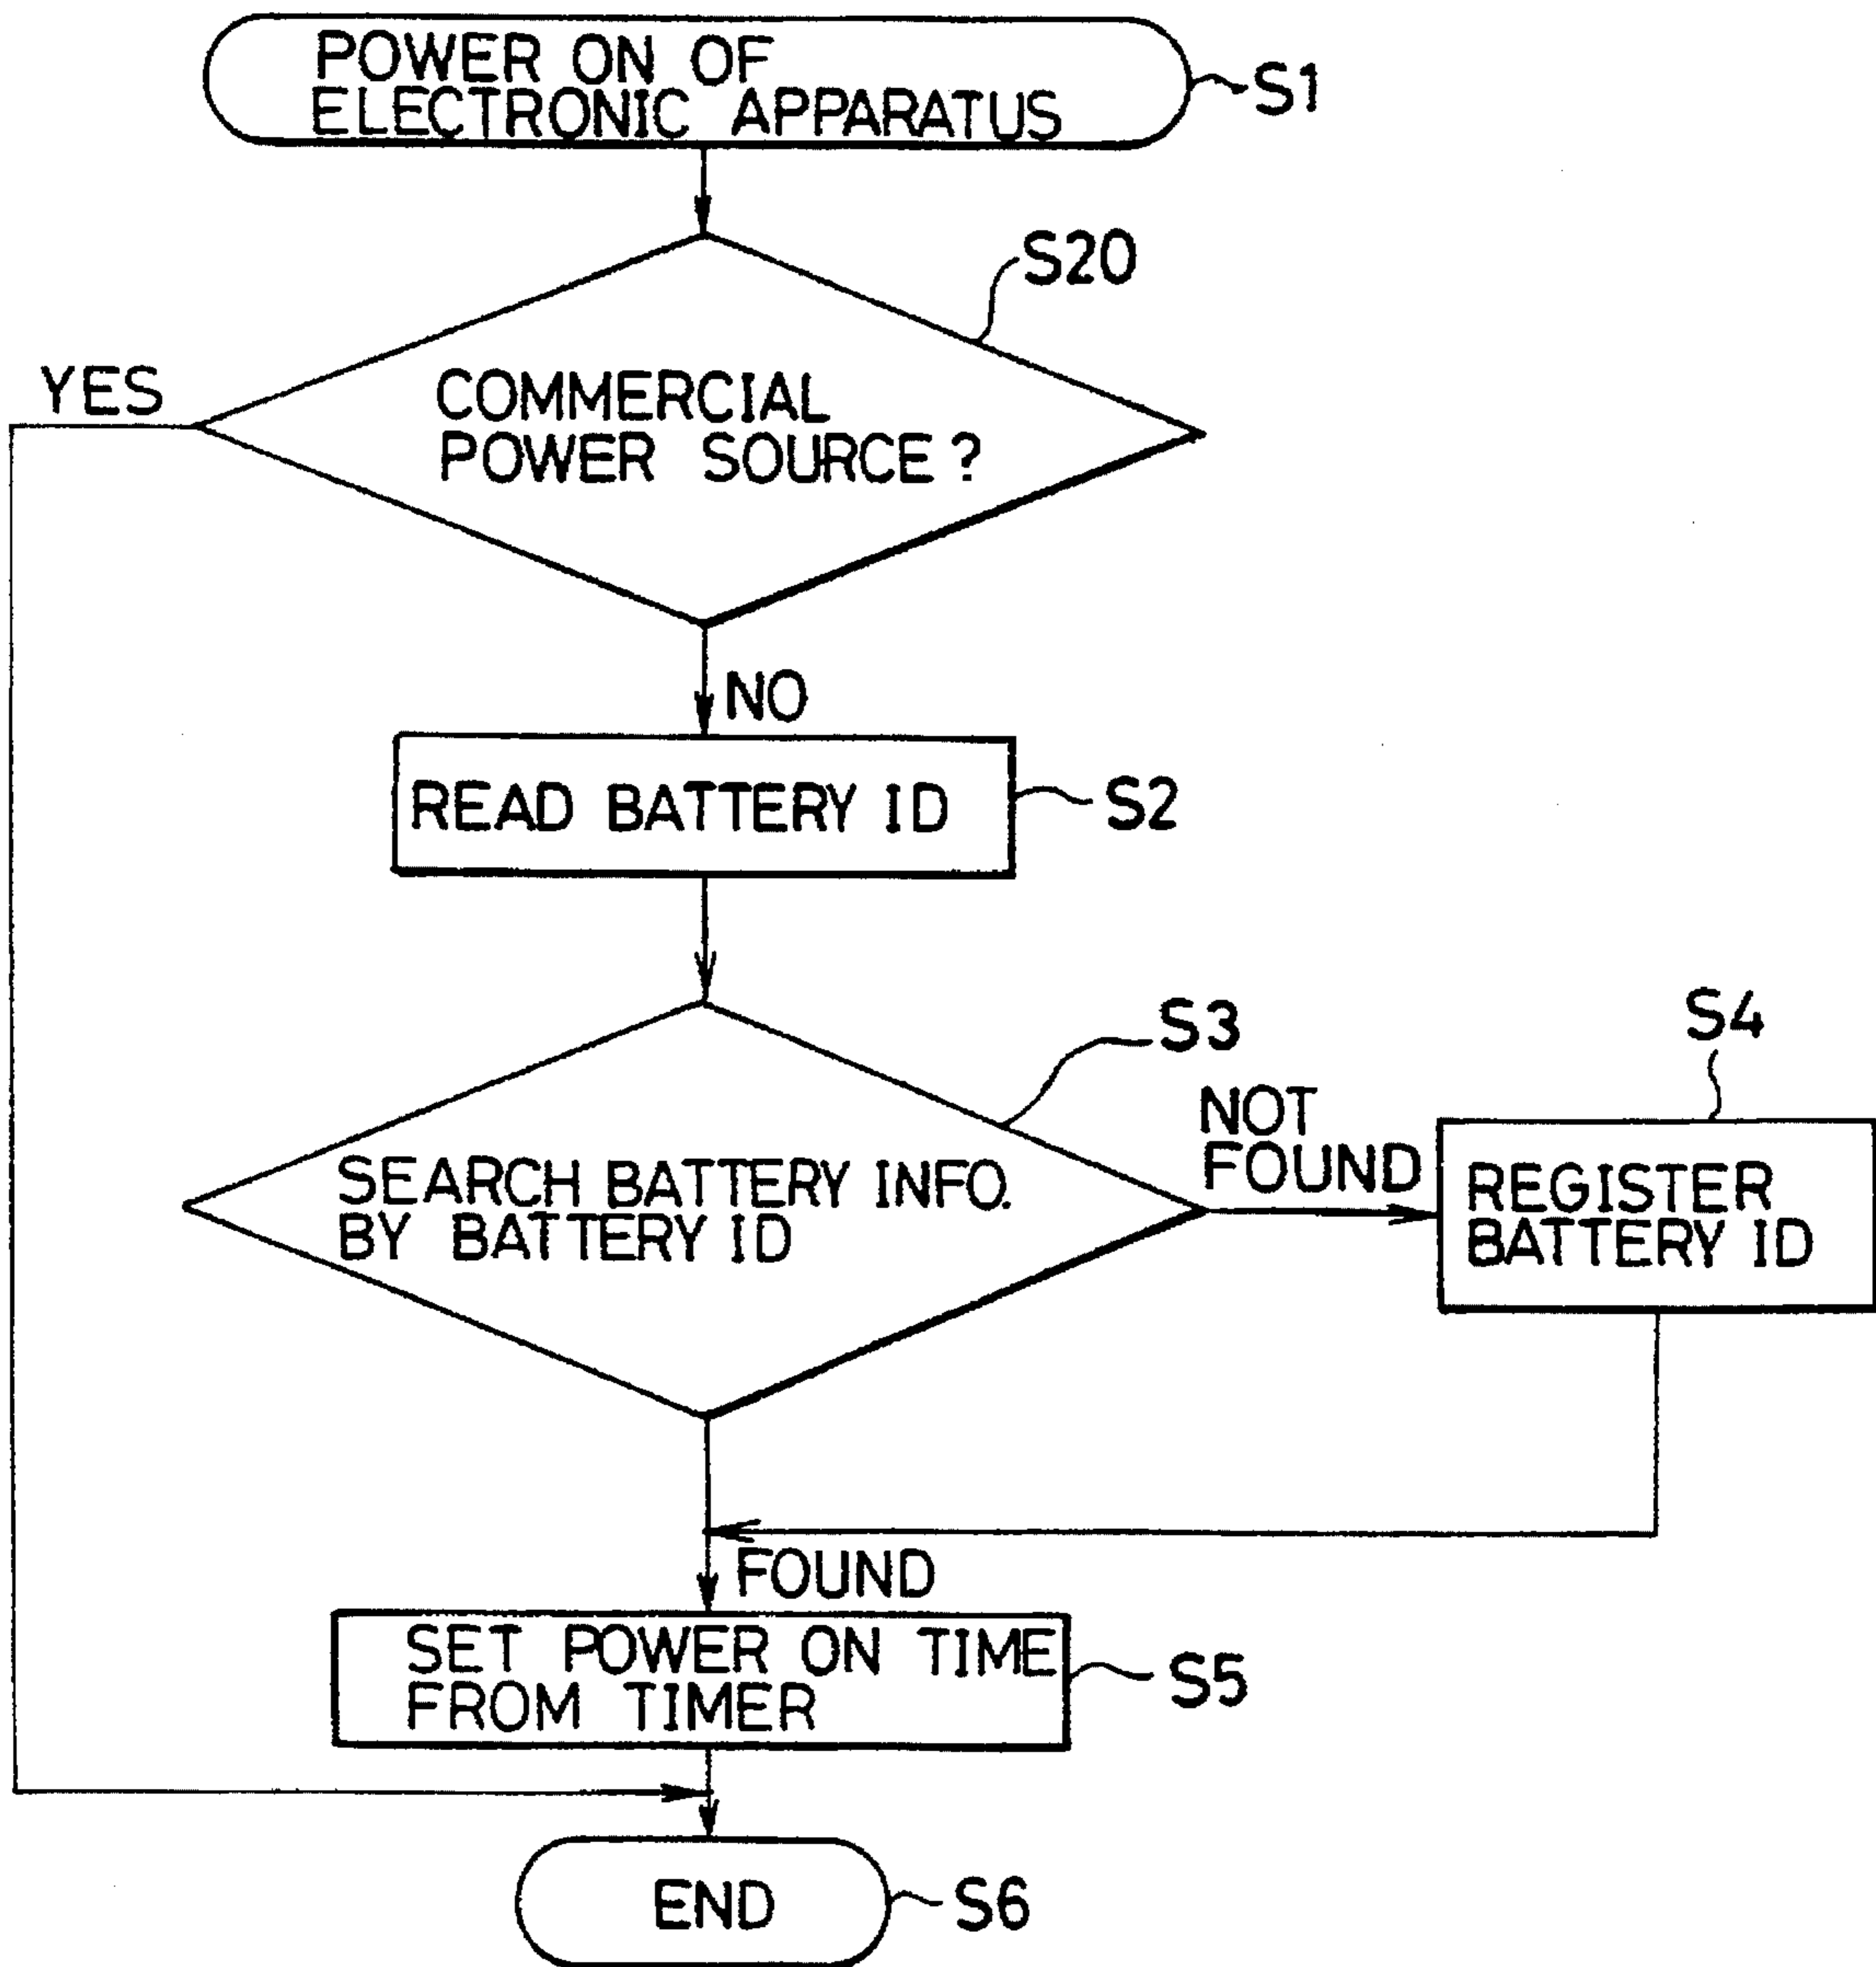 POWER ON OF
ELECTRONIC APPARATUS
S1
S20
YES
COMMERCIAL
POWER SOURCE?
NO
READ BATTERY ID
S2
S3
S4
NOT
FOUND
SEARCH BATTERY INFO.
BY BATTERY ID
REGISTER
BATTERY ID
FOUND
SET POWER ON TIME
FROM TIMER
S5
END
S6